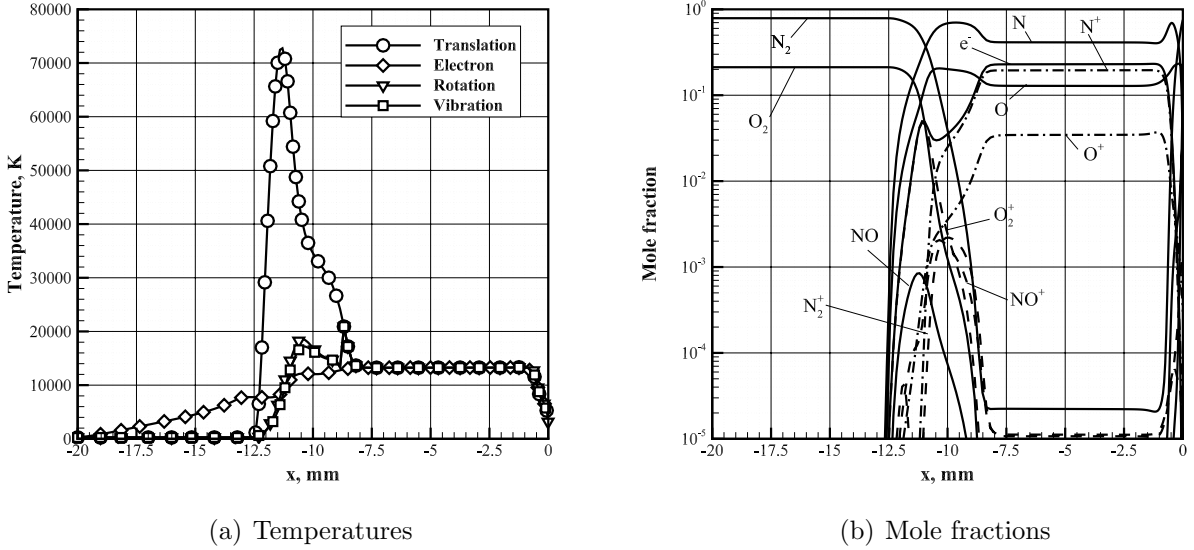 80000
70000
60000
50000
40000
30000
20000
10000
0
Temperature, K
-20
-17.5
-15
-12.5
-10
-7.5
-5
-2.5
0
x, mm
Translation
Electron
Rotation
Vibration
(a) Temperatures
10⁰
10⁻¹
10⁻²
10⁻³
10⁻⁴
10⁻⁵
Mole fraction
N₂
O₂
e⁻
N
N⁺
O
O⁺
NO
O₂⁺
N₂⁺
NO⁺
-20
-17.5
-15
-12.5
-10
-7.5
-5
-2.5
0
x, mm
(b) Mole fractions